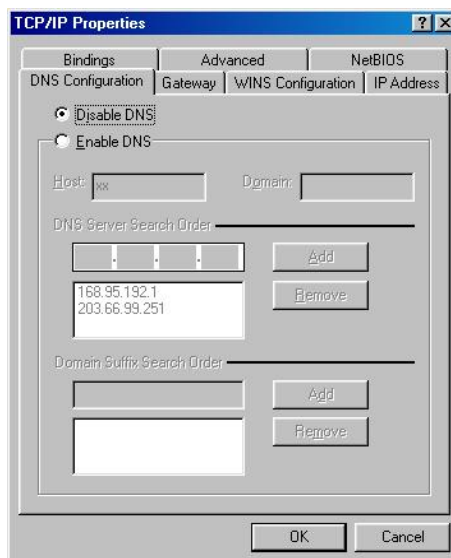 TCP/IP Properties
Bindings Advanced NetBIOS
DNS Configuration Gateway WINS Configuration IP Address
Disable DNS
Enable DNS
Host: xx Domain:
DNS Server Search Order
. . . Add
168.95.192.1 Remove
203.66.99.251
Domain Suffix Search Order
Add
Remove
OK Cancel